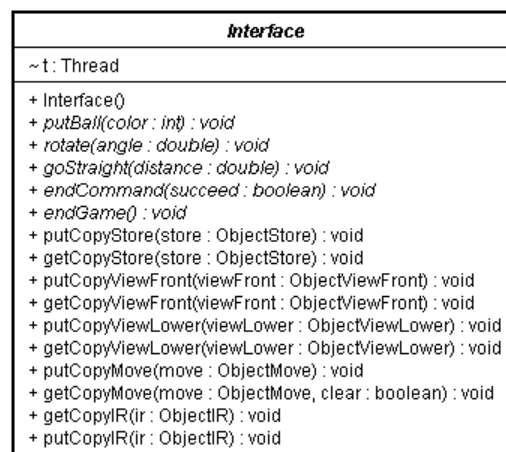 Interface
~ t : Thread
+ Interface()
+ putBall(color : int) : void
+ rotate(angle : double) : void
+ goStraight(distance : double) : void
+ endCommand(succeed : boolean) : void
+ endGame() : void
+ putCopyStore(store : ObjectStore) : void
+ getCopyStore(store : ObjectStore) : void
+ putCopyViewFront(viewFront : ObjectViewFront) : void
+ getCopyViewFront(viewFront : ObjectViewFront) : void
+ putCopyViewLower(viewLower : ObjectViewLower) : void
+ getCopyViewLower(viewLower : ObjectViewLower) : void
+ putCopyMove(move : ObjectMove) : void
+ getCopyMove(move : ObjectMove, clear : boolean) : void
+ getCopyIR(ir : ObjectIR) : void
+ putCopyIR(ir : ObjectIR) : void